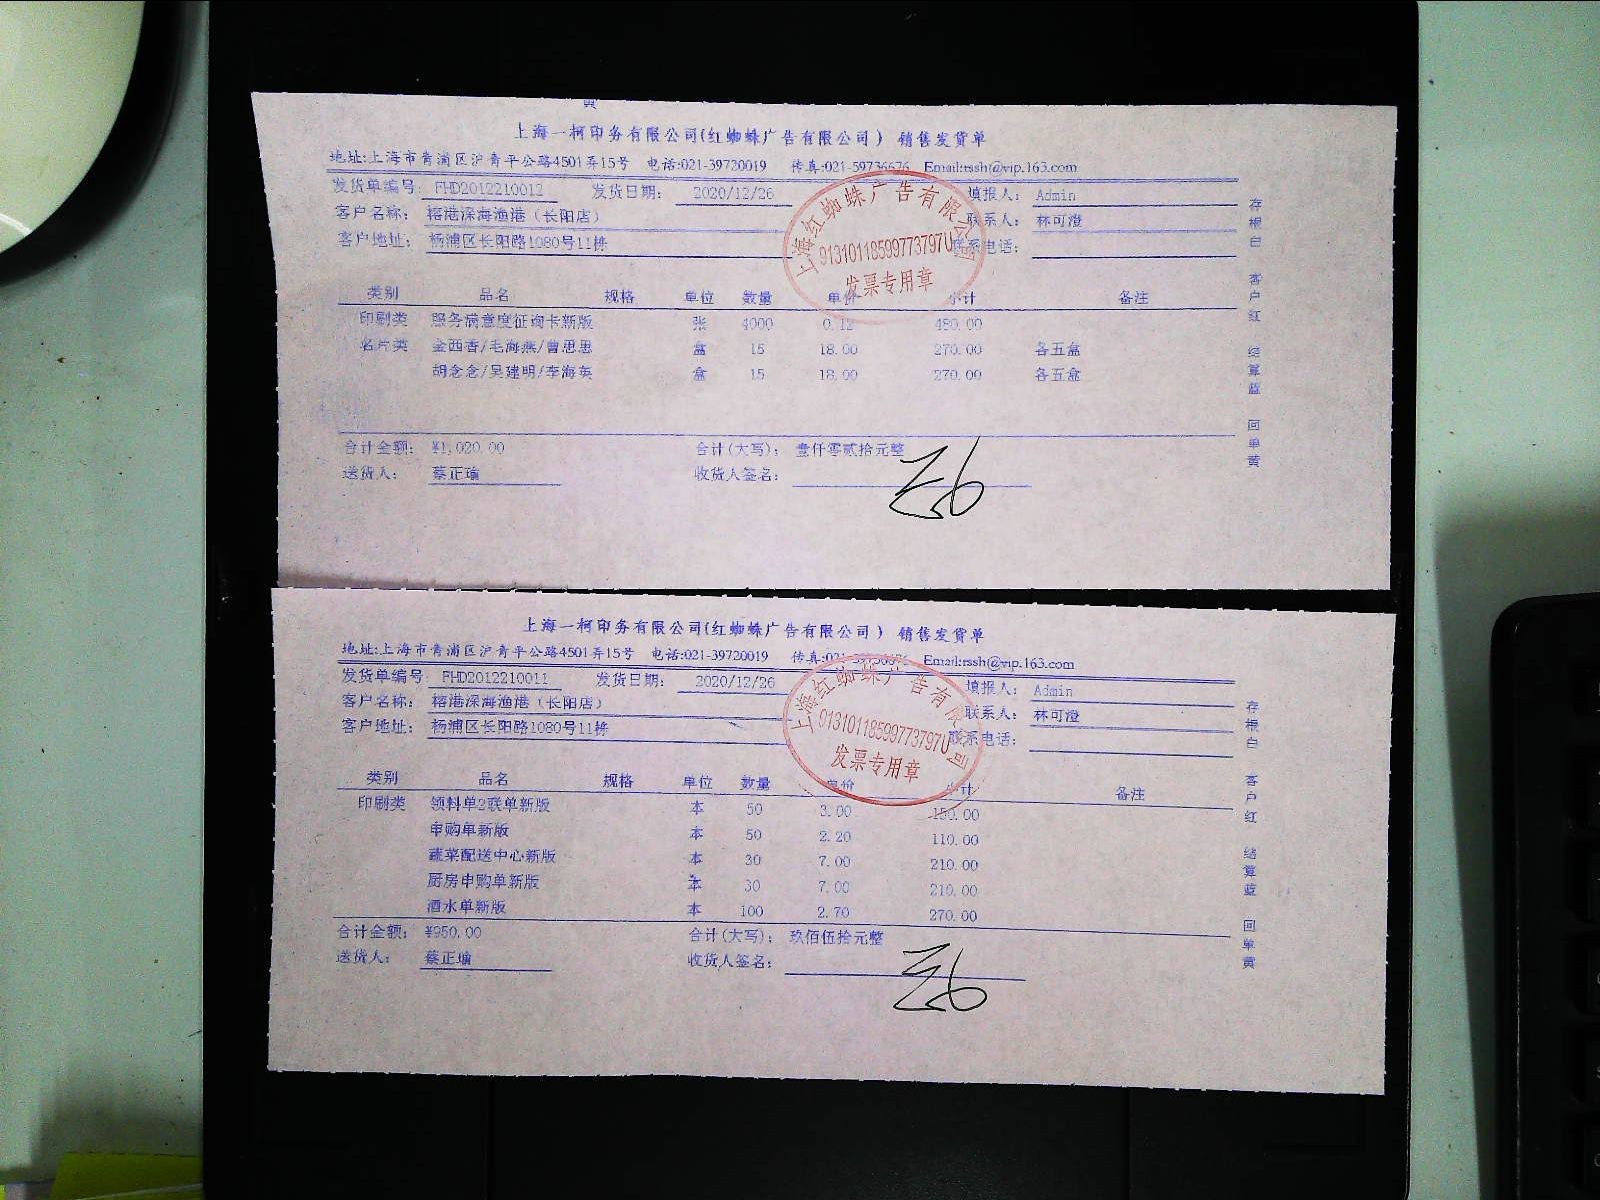 上海一柯印务有限公司(红蜘蛛广告有限公司) 销售发货单
地址:上海市青浦区沪青平公路4501弄15号 电话:021-39720019 传真:021-59736676 Email:rssh@vip.163.com
发货单编号: FHD2012210012 发货日期: 2020/12/26 填报人: Admin
客户名称: 榕港深海渔港（长阳店） 联系人: 林可澄
客户地址: 杨浦区长阳路1080号11栋 联系电话:
上海红蜘蛛广告有限公司
91310118599773797U
发票专用章
类别 品名 规格 单位 数量 单价 小计 备注
印刷类 服务满意度征询卡新版 张 4000 0.12 480.00
名片类 金西香/毛海燕/曹思思 盒 15 18.00 270.00 各五盒
胡念念/吴建明/李海英 盒 15 18.00 270.00 各五盒
合计金额: ¥1,020.00 合计(大写): 壹仟零贰拾元整
送货人: 蔡正瑜 收货人签名:
存根白 客户红 结算蓝 回单黄
上海一柯印务有限公司(红蜘蛛广告有限公司) 销售发货单
地址:上海市青浦区沪青平公路4501弄15号 电话:021-39720019 传真:021-59736676 Email:rssh@vip.163.com
发货单编号: FHD2012210011 发货日期: 2020/12/26 填报人: Admin
客户名称: 榕港深海渔港（长阳店） 联系人: 林可澄
客户地址: 杨浦区长阳路1080号11栋 联系电话:
上海红蜘蛛广告有限公司
91310118599773797U
发票专用章
类别 品名 规格 单位 数量 单价 小计 备注
印刷类 领料单2联单新版 本 50 3.00 150.00
申购单新版 本 50 2.20 110.00
蔬菜配送中心新版 本 30 7.00 210.00
厨房申购单新版 本 30 7.00 210.00
酒水单新版 本 100 2.70 270.00
合计金额: ¥950.00 合计(大写): 玖佰伍拾元整
送货人: 蔡正瑜 收货人签名:
存根白 客户红 结算蓝 回单黄